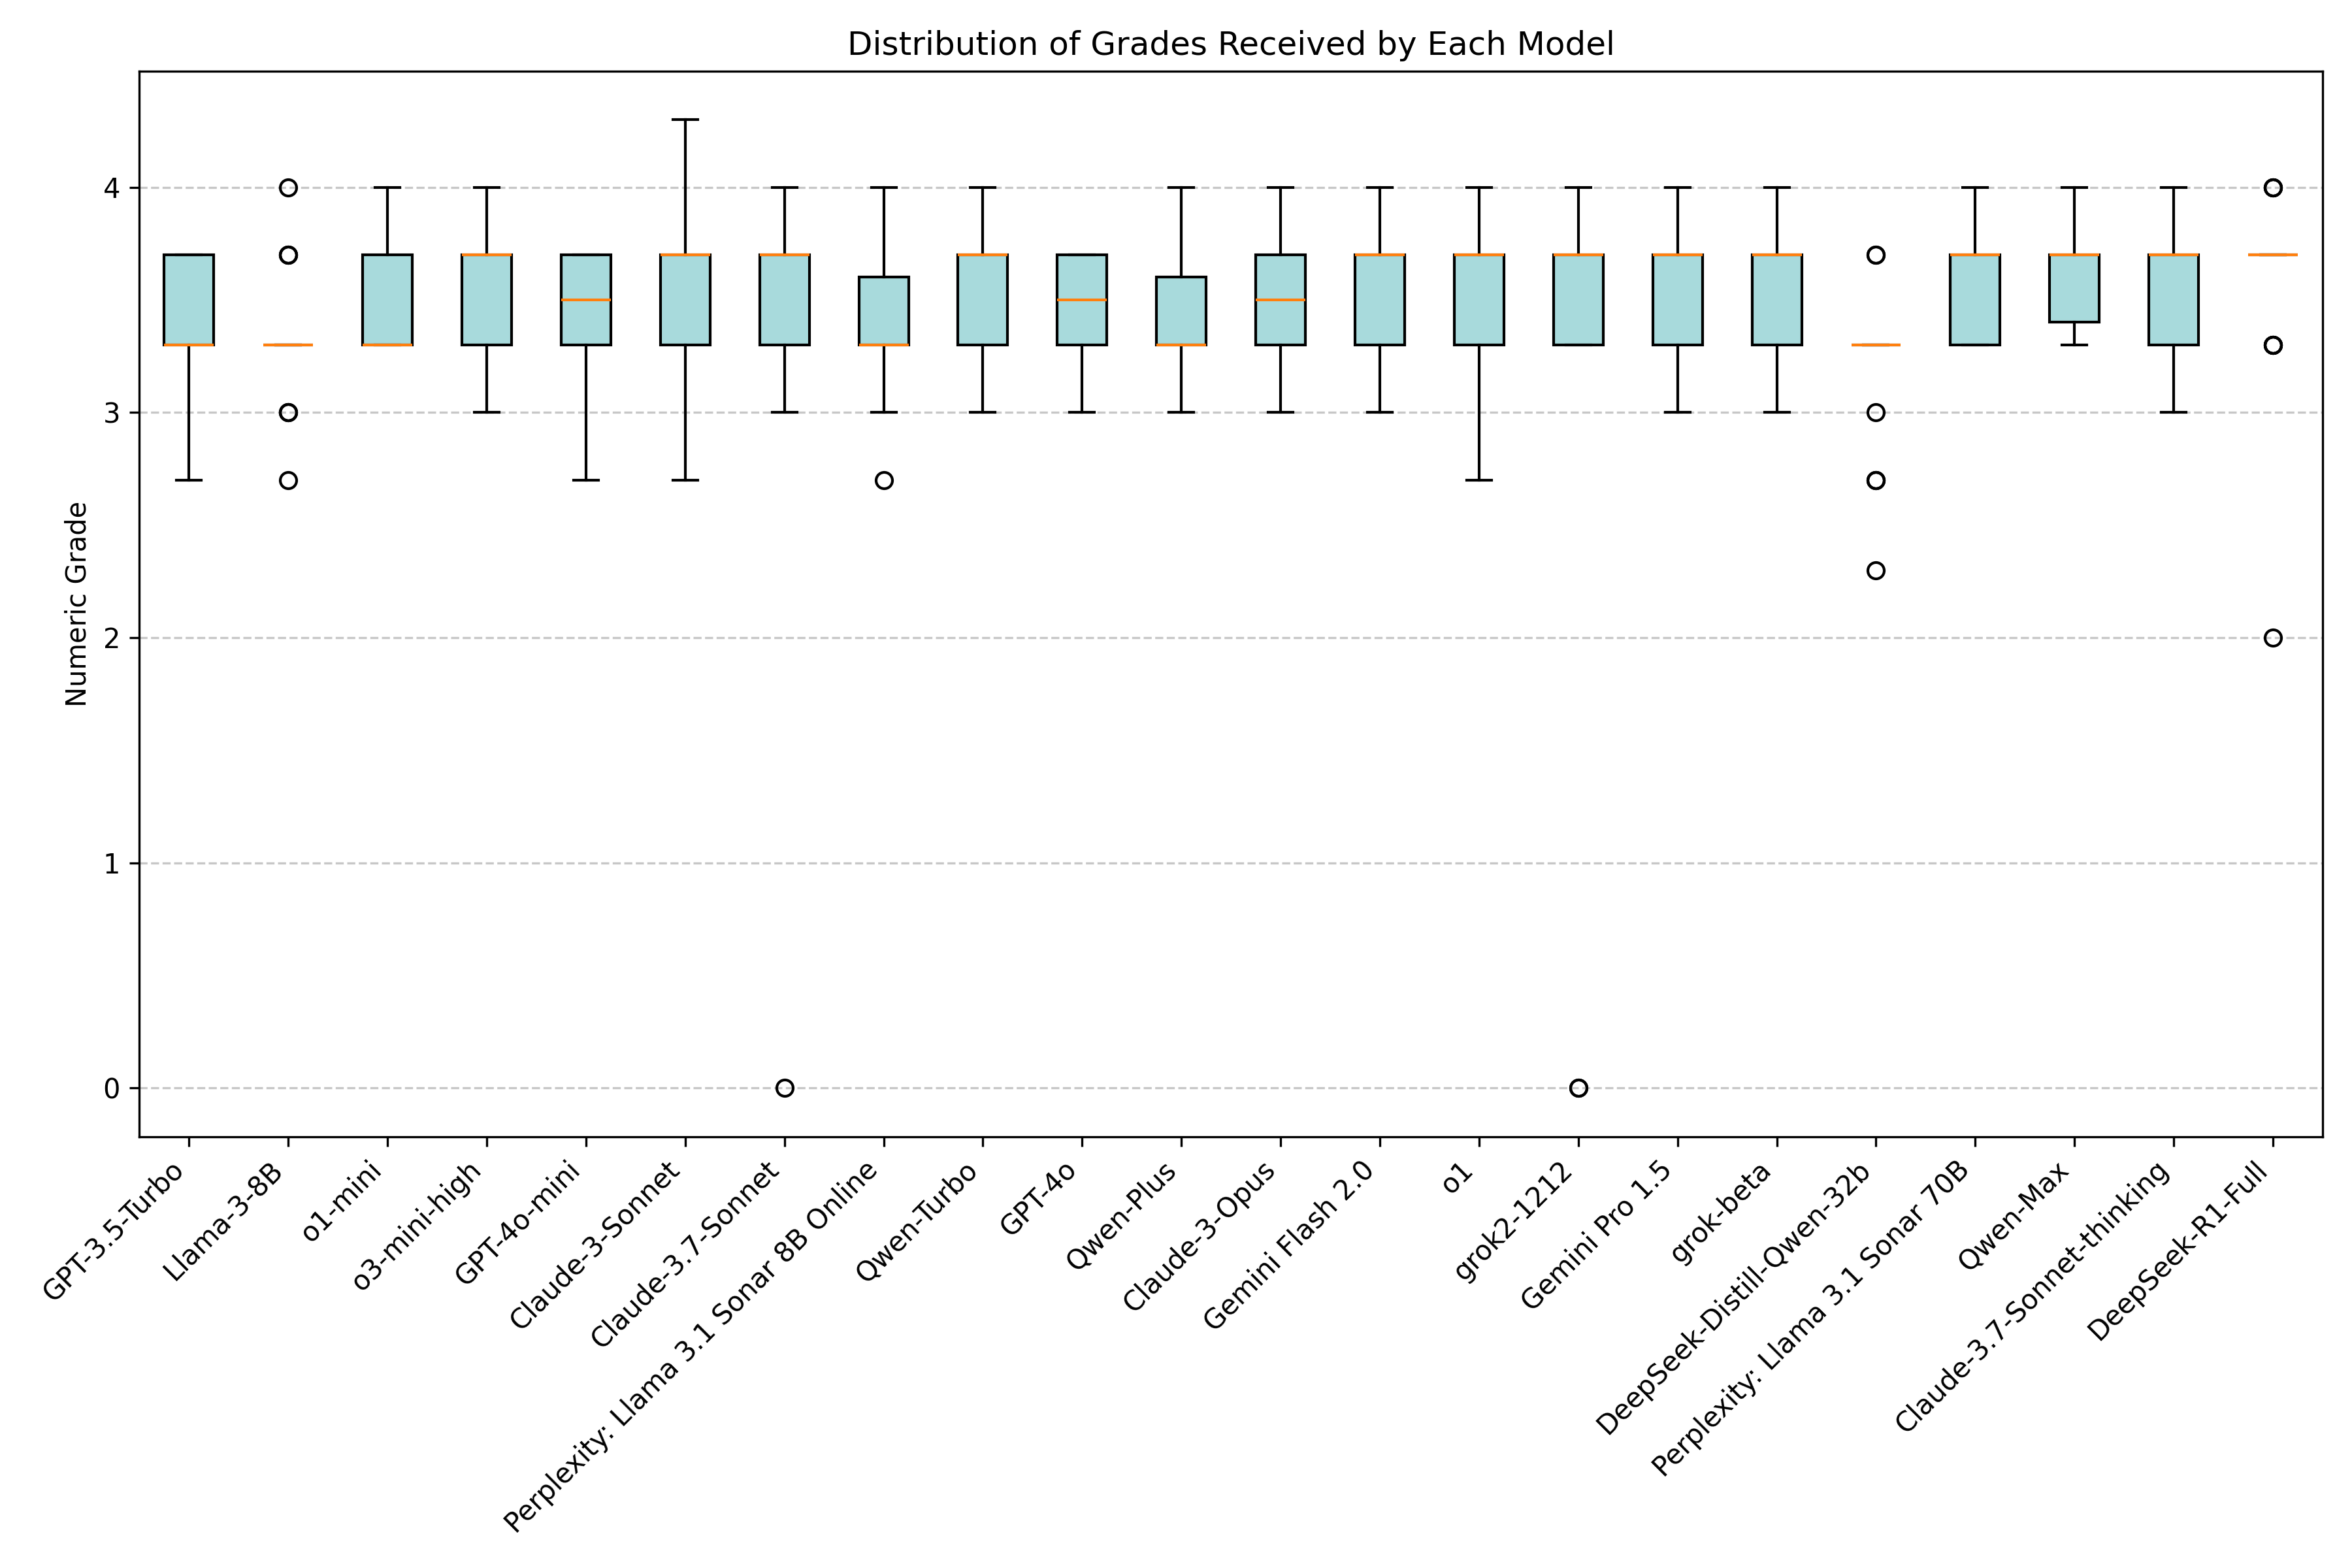 Distribution of Grades Received by Each Model
Numeric Grade
4
3
2
1
0
GPT-3.5-Turbo
Llama-3-8B
o1-mini
o3-mini-high
GPT-4o-mini
Claude-3-Sonnet
Claude-3.7-Sonnet
Perplexity: Llama 3.1 Sonar 8B Online
Qwen-Turbo
GPT-4o
Qwen-Plus
Claude-3-Opus
Gemini Flash 2.0
o1
grok2-1212
Gemini Pro 1.5
grok-beta
DeepSeek-Distill-Qwen-32b
Perplexity: Llama 3.1 Sonar 70B
Qwen-Max
Claude-3.7-Sonnet-thinking
DeepSeek-R1-Full